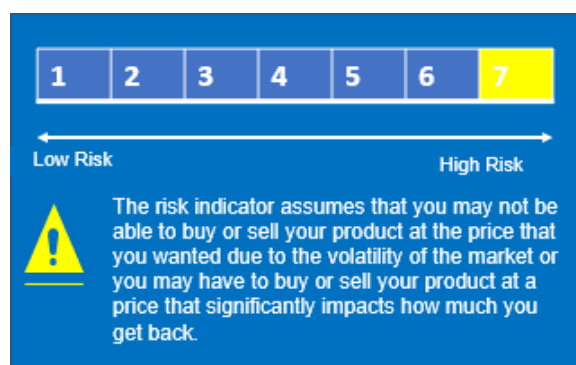 1 2 3 4 5 6 7
Low Risk High Risk
!
The risk indicator assumes that you may not be
able to buy or sell your product at the price that
you wanted due to the volatility of the market or
you may have to buy or sell your product at a
price that significantly impacts how much you
get back.